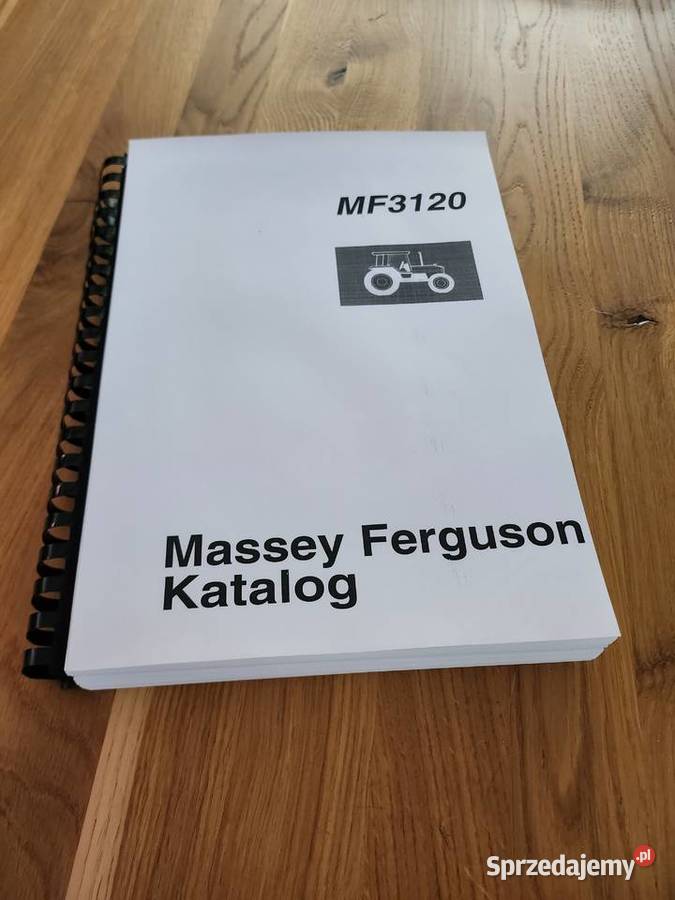 MF3120
Massey Ferguson
Katalog
Sprzedajemy.pl